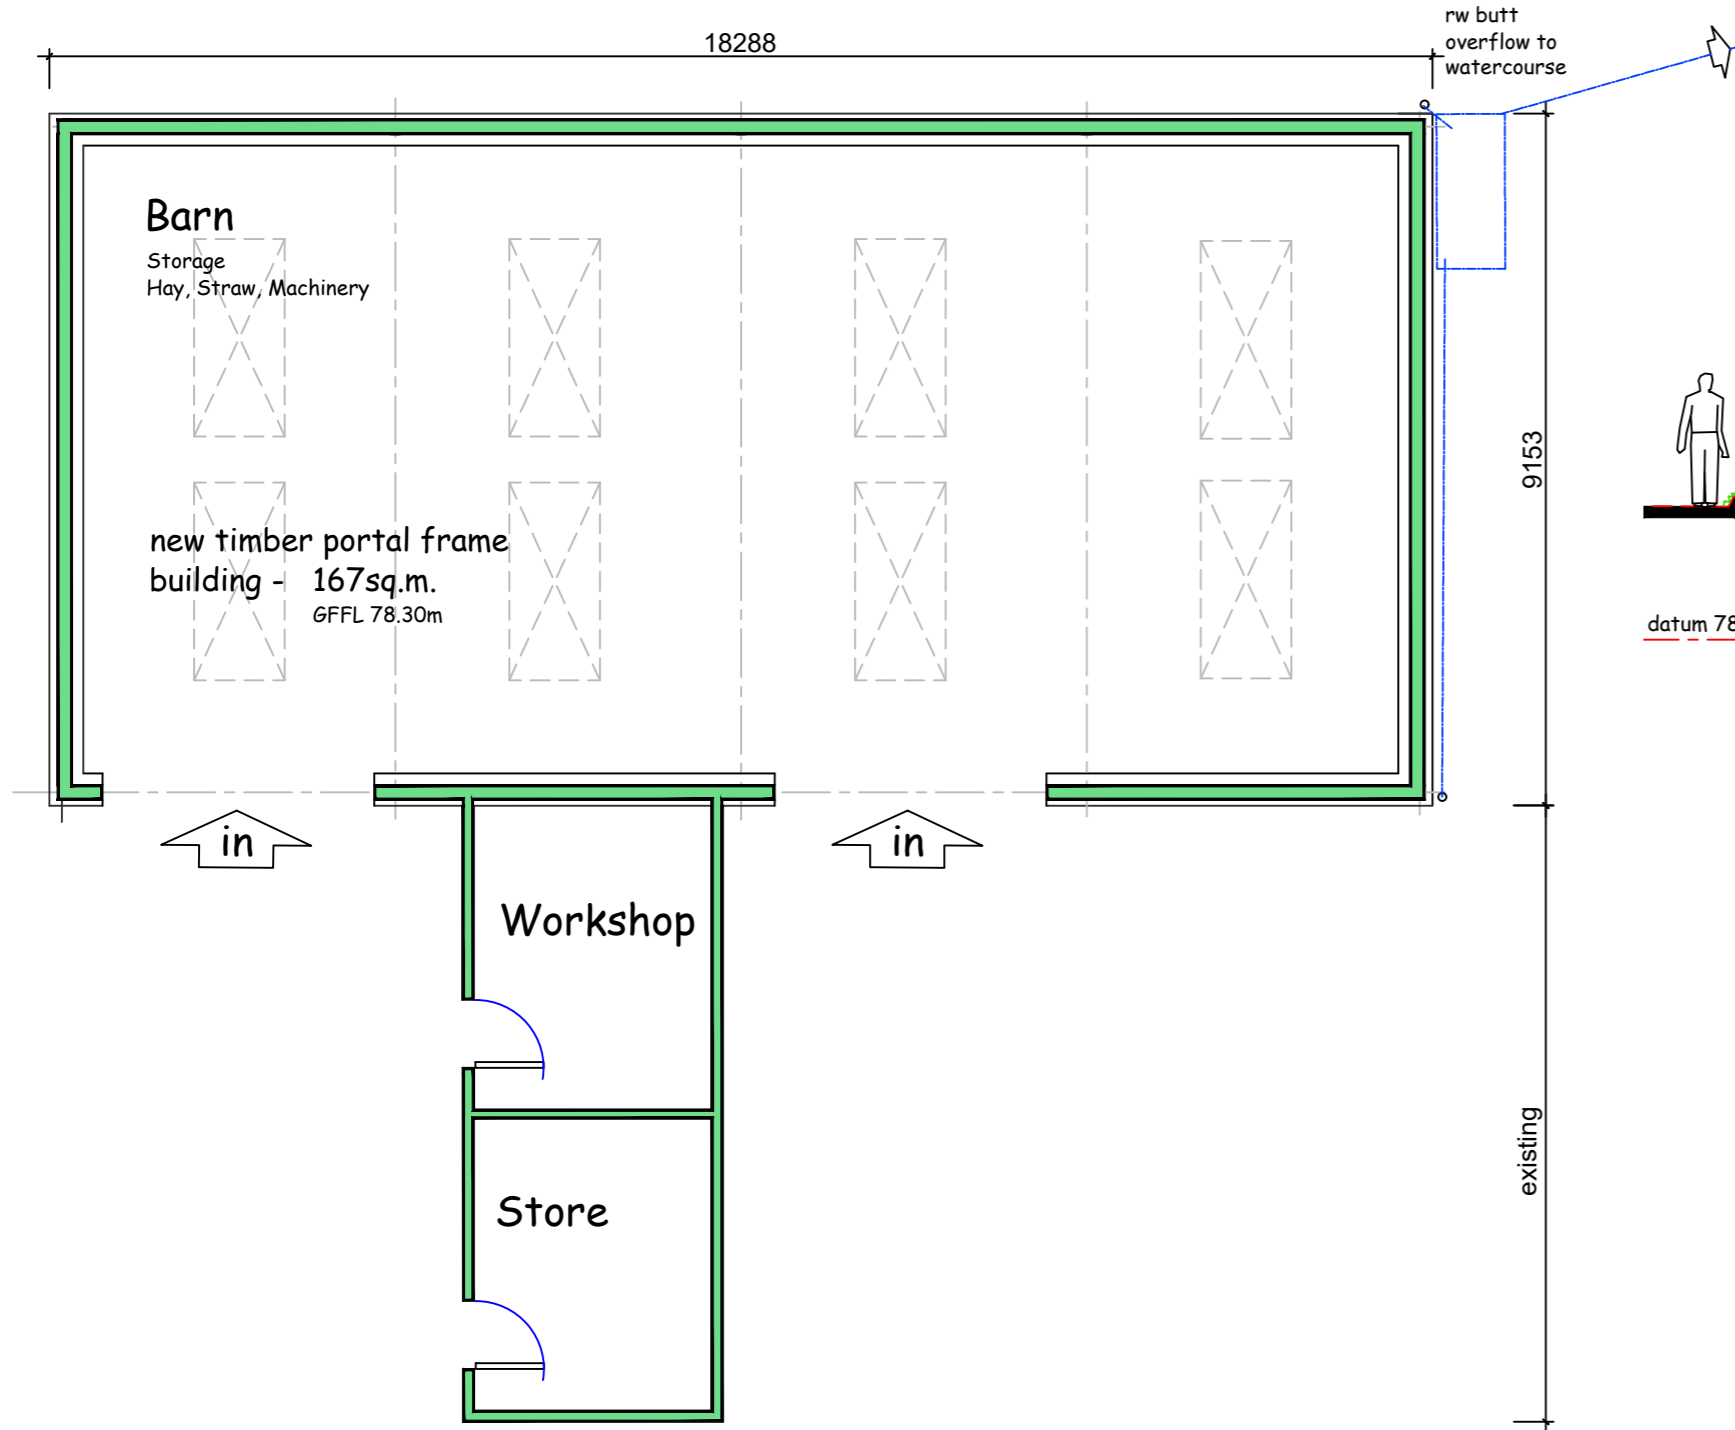 18288
rw butt
overflow to
watercourse
Barn
Storage
Hay, Straw, Machinery
9153
new timber portal frame
building - 167sq.m.
GFFL 78.30m
datum 78
in
in
Workshop
existing
Store